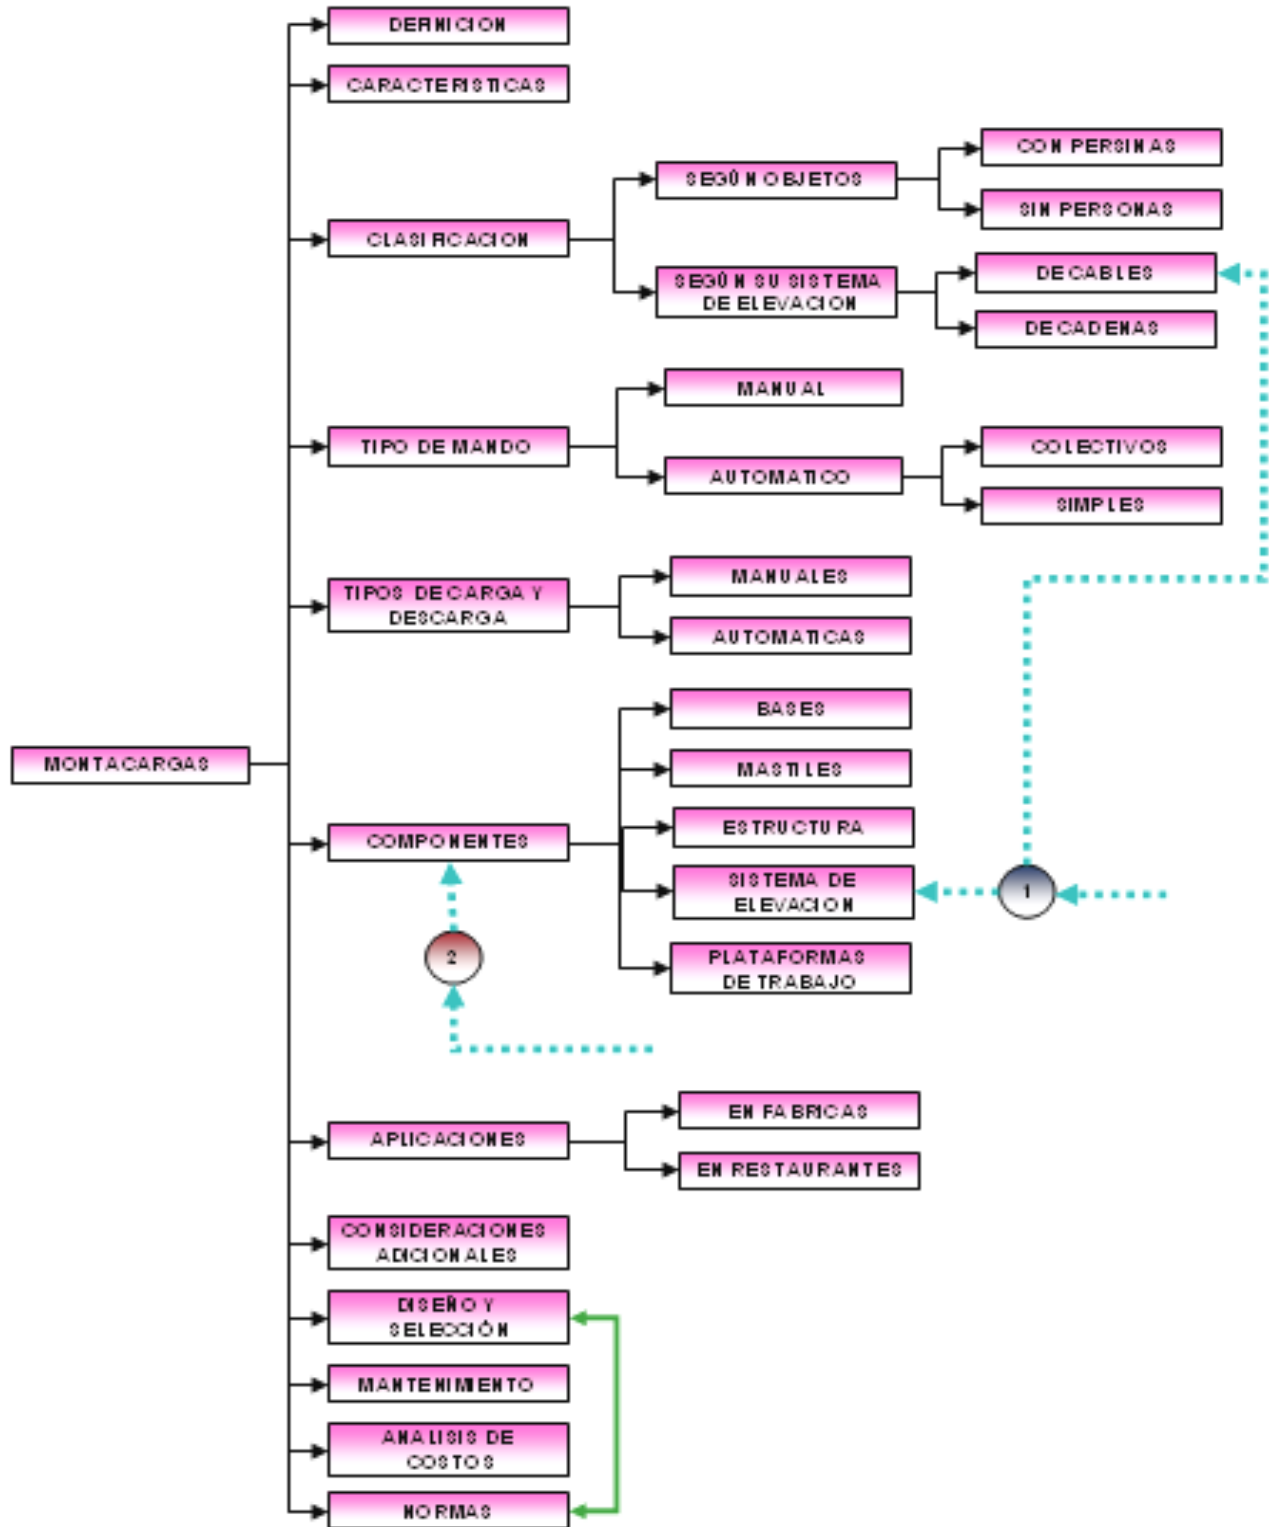 DEFINICION
CARACTERISTICAS
CON PERSINAS
SEGÚN OBJETOS
SIN PERSONAS
CLASIFICACION
DE CABLES
SEGÚN SU SISTEMA
DE ELEVACION
DE CADENAS
MANUAL
TIPO DE MANDO
COLECTIVOS
AUTOMATICO
SIMPLES
MANUALES
TIPOS DE CARGA Y
DESCARGA
AUTOMATICAS
BASES
MONTACARGAS
MASTILES
ESTRUCTURA
COMPONENTES
SISTEMA DE
ELEVACION
1
2
PLATAFORMAS
DE TRABAJO
EN FABRICAS
APLICACIONES
EN RESTAURANTES
CONSIDERACIONES
ADICIONALES
DISEÑO Y
SELECCIÓN
MANTENIMIENTO
ANALISIS DE
COSTOS
NORMAS